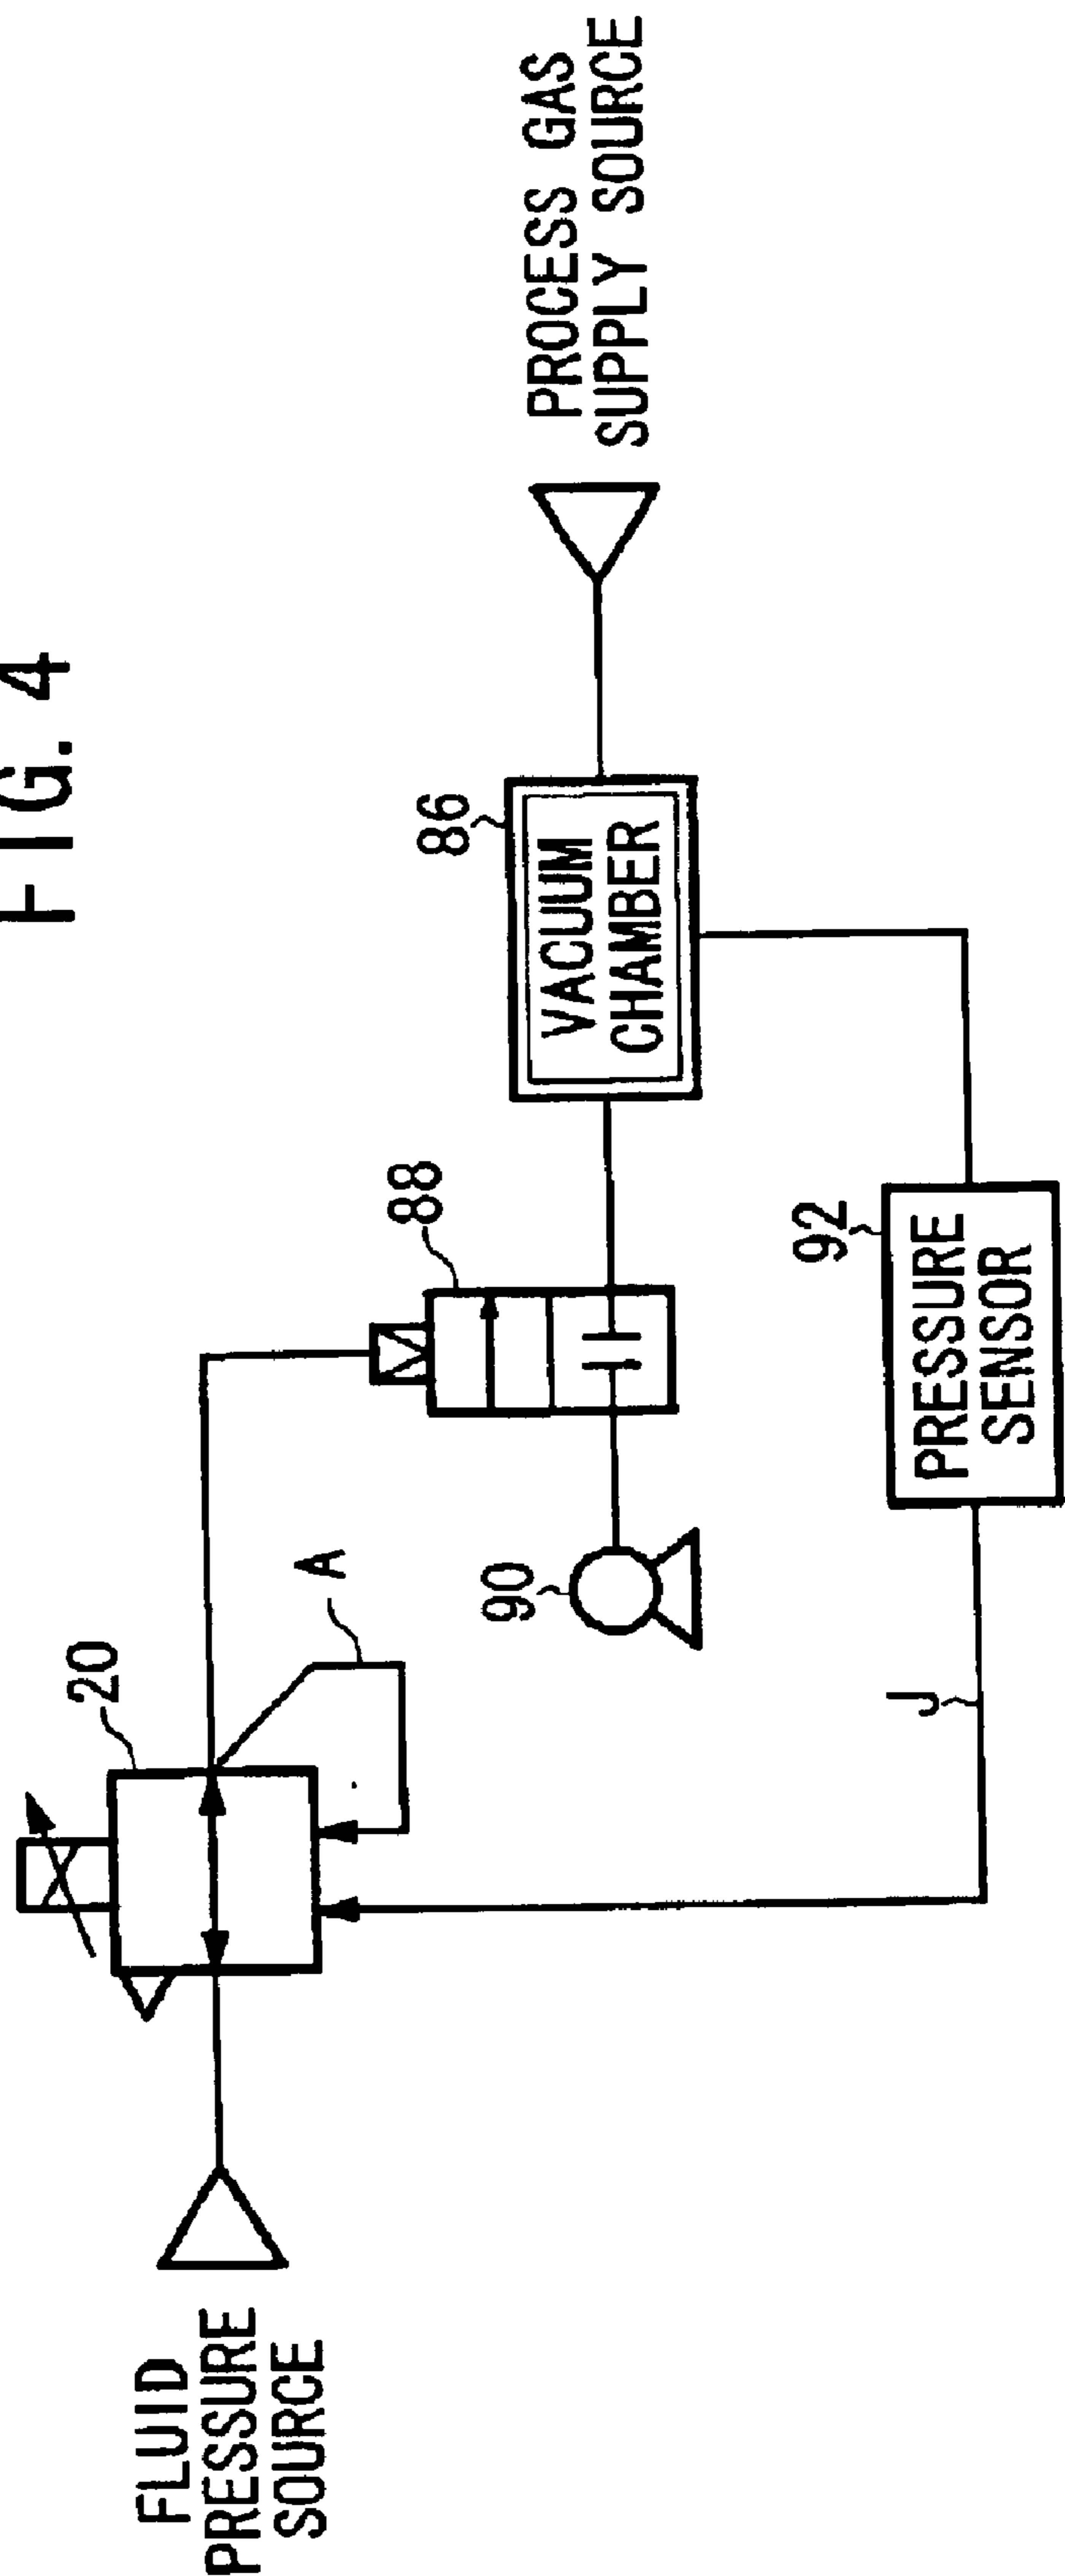 FIG. 4
FLUID
PRESSURE
SOURCE
20
A
88
90
86
VACUUM
CHAMBER
PROCESS GAS
SUPPLY SOURCE
92
PRESSURE
SENSOR
J